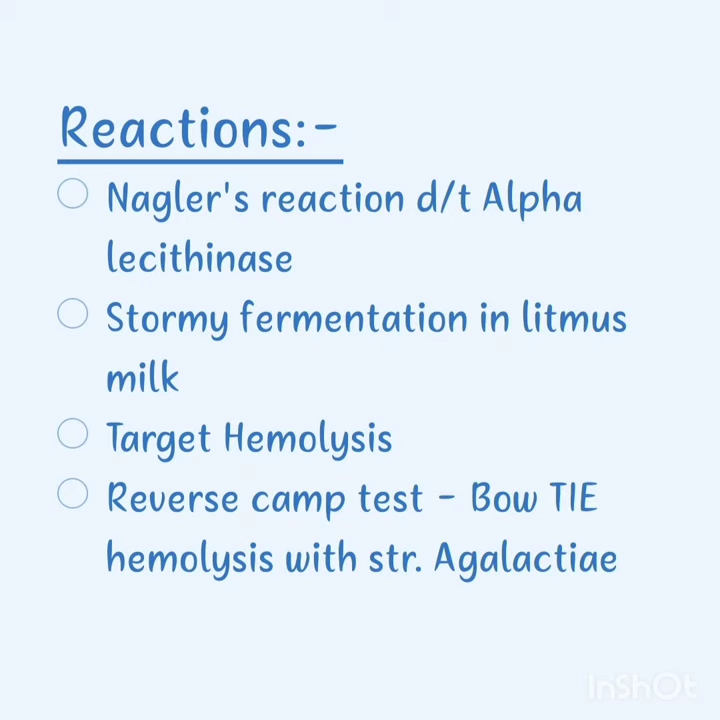 Reactions:-
Nagler's reaction d/t Alpha
lecithinase
Stormy fermentation in litmus
milk
Target Hemolysis
Reverse camp test - Bow TIE
hemolysis with str. Agalactiae
InShOt